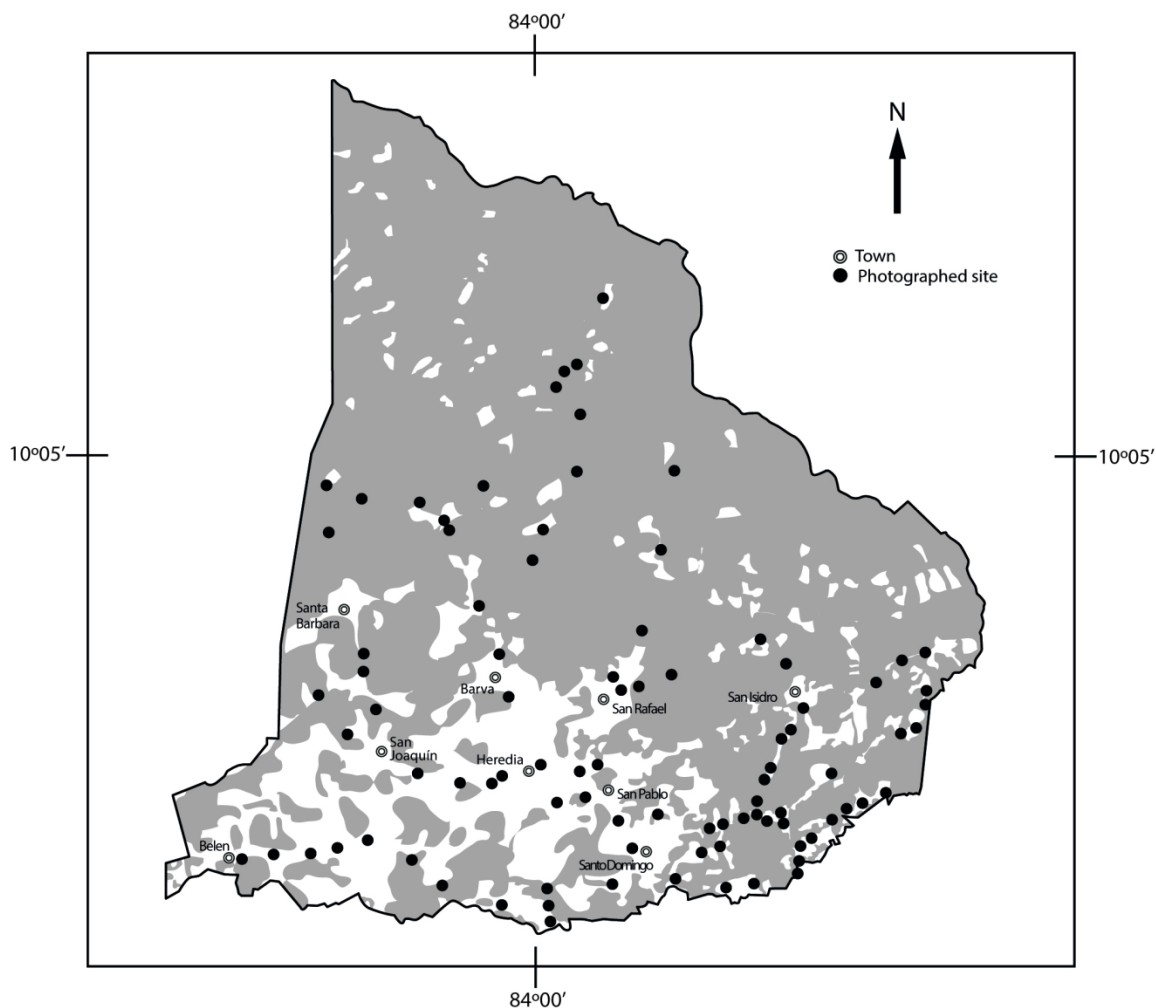 84º00’
N
Town
Photographed site
10º05’
10º05’
Santa
Barbara
Barva
San Rafael
San Isidro
San
Joaquín
Heredia
San Pablo
Belen
Santo Domingo
84º00’